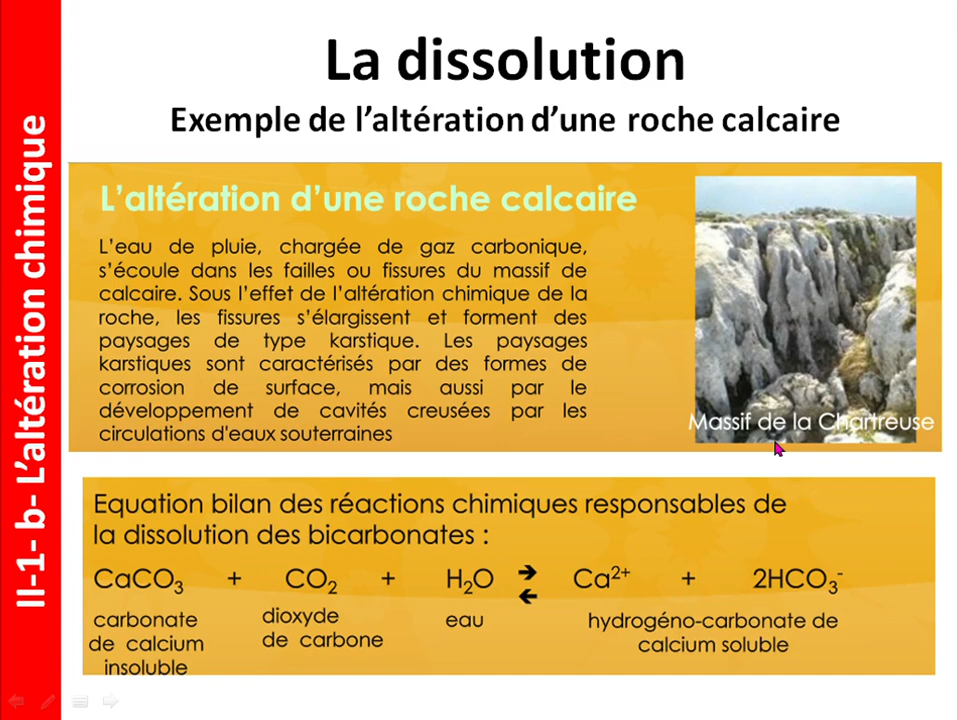 La dissolution
Exemple de l'altération d'une roche calcaire
II-1- b- L'altération chimique
L'altération d'une roche calcaire
L'eau de pluie, chargée de gaz carbonique,
s'écoule dans les failles ou fissures du massif de
calcaire. Sous l'effet de l'altération chimique de la
roche, les fissures s'élargissent et forment des
paysages de type karstique. Les paysages
karstiques sont caractérisés par des formes de
corrosion de surface, mais aussi par le
développement de cavités creusées par les
circulations d'eaux souterraines
Massif de la Chartreuse
Equation bilan des réactions chimiques responsables de
la dissolution des bicarbonates :
CaCO₃ + CO₂ + H₂O ⇄ Ca²⁺ + 2HCO₃⁻
carbonate
de calcium
insoluble
dioxyde
de carbone
eau
hydrogéno-carbonate de
calcium soluble